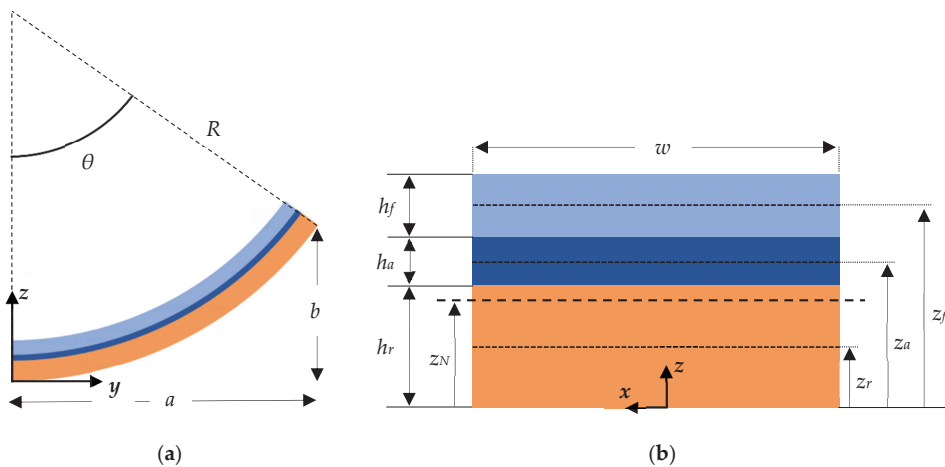 R
θ
z
b
y
a
(a)
w
h_f
h_a
h_r
z_N
z
x
z_r
z_a
z_f
(b)